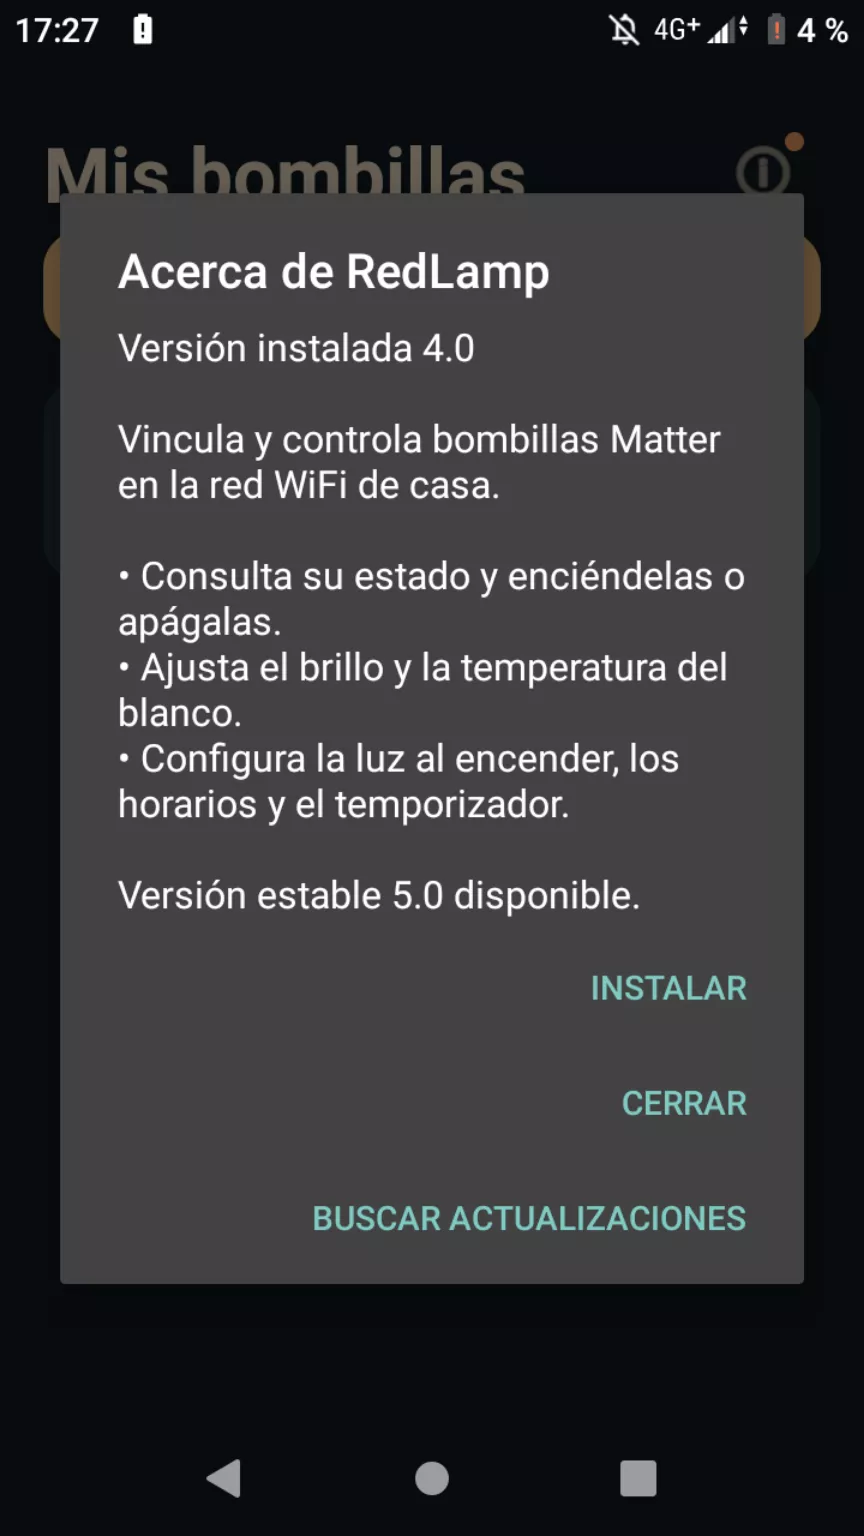 17:27
4G+
4 %
Mis bombillas
Acerca de RedLamp
Versión instalada 4.0
Vincula y controla bombillas Matter
en la red WiFi de casa.
• Consulta su estado y enciéndelas o
apágalas.
• Ajusta el brillo y la temperatura del
blanco.
• Configura la luz al encender, los
horarios y el temporizador.
Versión estable 5.0 disponible.
INSTALAR
CERRAR
BUSCAR ACTUALIZACIONES